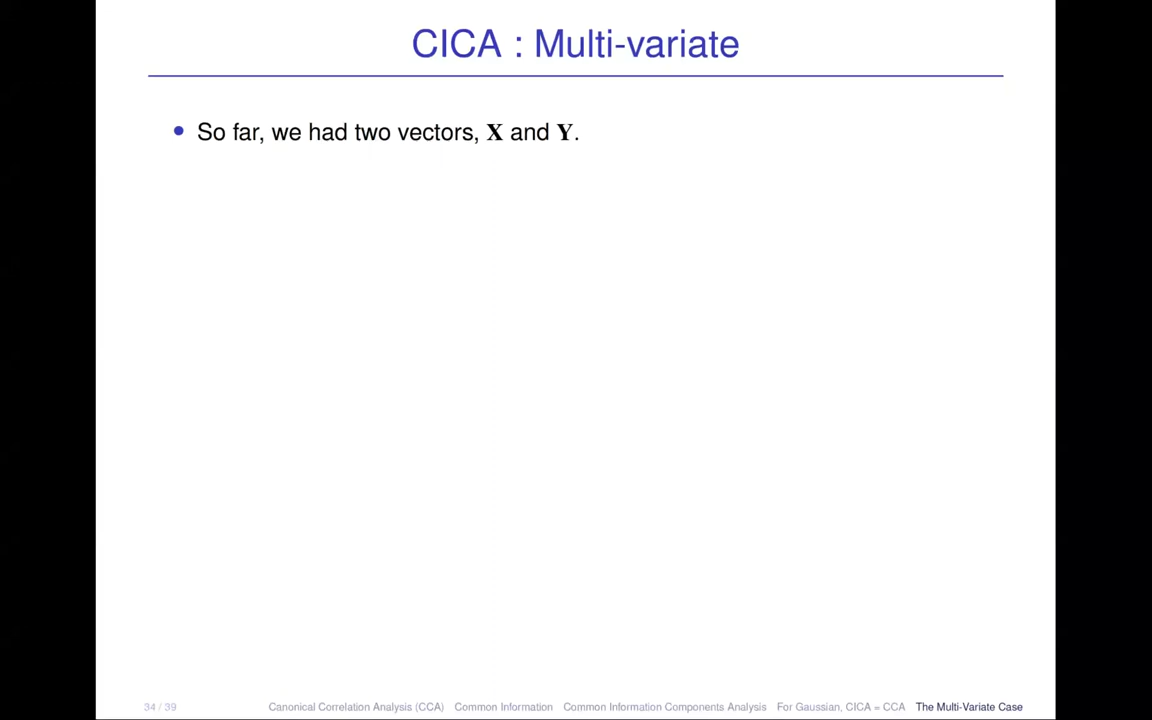 CICA : Multi-variate
• So far, we had two vectors, X and Y.
34 / 39 Canonical Correlation Analysis (CCA) Common Information Common Information Components Analysis For Gaussian, CICA = CCA The Multi-Variate Case